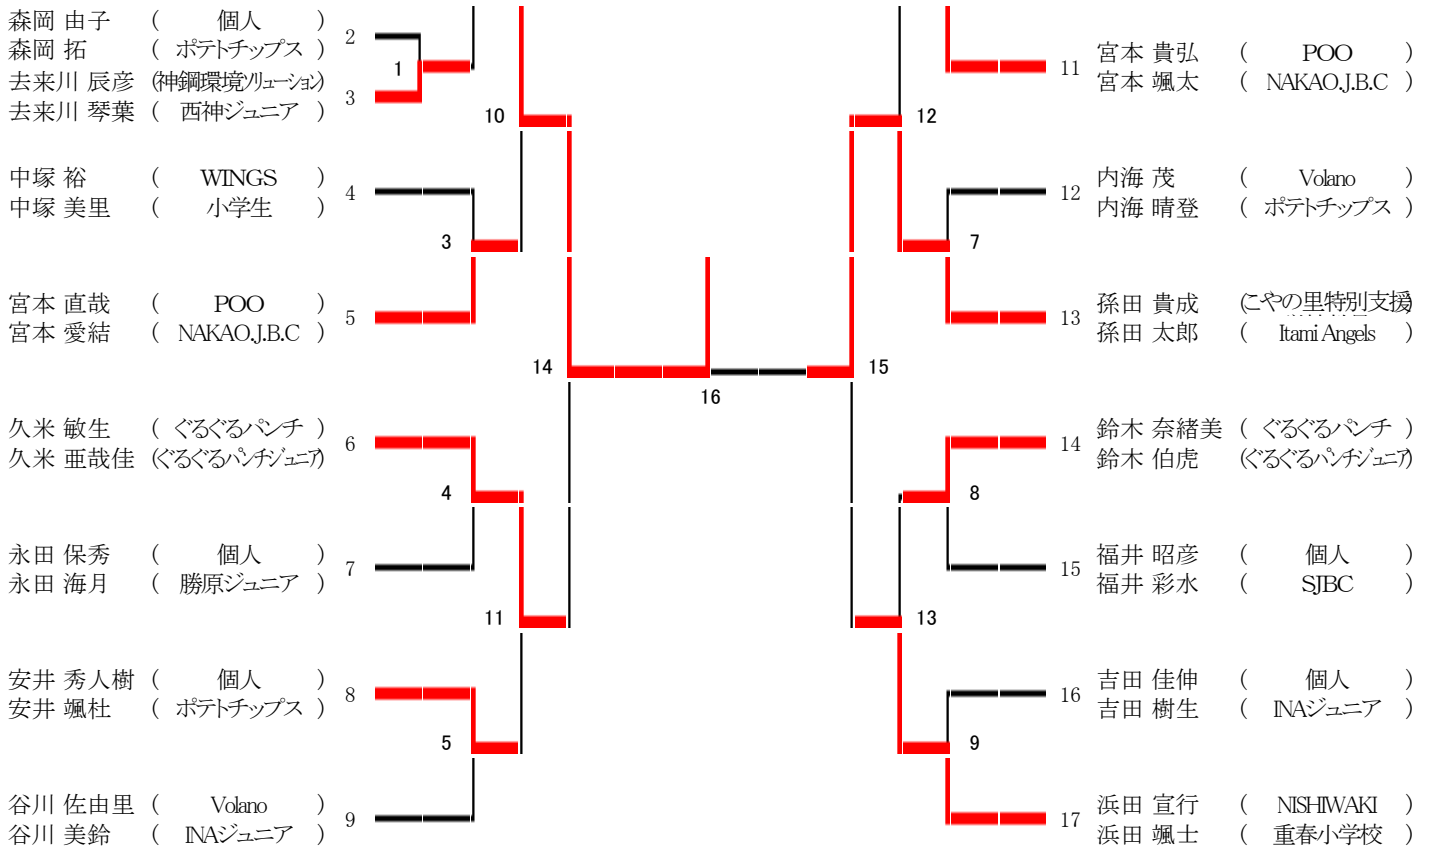 森岡 由子 ( 個人 ) 2
森岡 拓 ( ポテトチップス )
1
去来川 辰彦 (神鋼環境ソリューション) 3
去来川 琴葉 ( 西神ジュニア )
10
中塚 裕 ( WINGS ) 4
中塚 美里 ( 小学生 )
3
宮本 直哉 ( POO ) 5
宮本 愛結 ( NAKAO.J.B.C )
14
久米 敏生 ( ぐるぐるパンチ ) 6
久米 亜哉佳 (ぐるぐるパンチジュニア)
4
永田 保秀 ( 個人 ) 7
永田 海月 ( 勝原ジュニア )
11
安井 秀人樹 ( 個人 ) 8
安井 颯杜 ( ポテトチップス )
5
谷川 佐由里 ( Volano ) 9
谷川 美鈴 ( INAジュニア )
16
11 宮本 貴弘 ( POO )
宮本 颯太 ( NAKAO.J.B.C )
12
12 内海 茂 ( Volano )
内海 晴登 ( ポテトチップス )
7
13 孫田 貴成 (こやの里特別支援
孫田 太郎 ( Itami Angels )
15
14 鈴木 奈緒美 ( ぐるぐるパンチ )
鈴木 伯虎 (ぐるぐるパンチジュニア)
8
15 福井 昭彦 ( 個人 )
福井 彩水 ( SJBC )
13
16 吉田 佳伸 ( 個人 )
吉田 樹生 ( INAジュニア )
9
17 浜田 宣行 ( NISHIWAKI )
浜田 颯士 ( 重春小学校 )